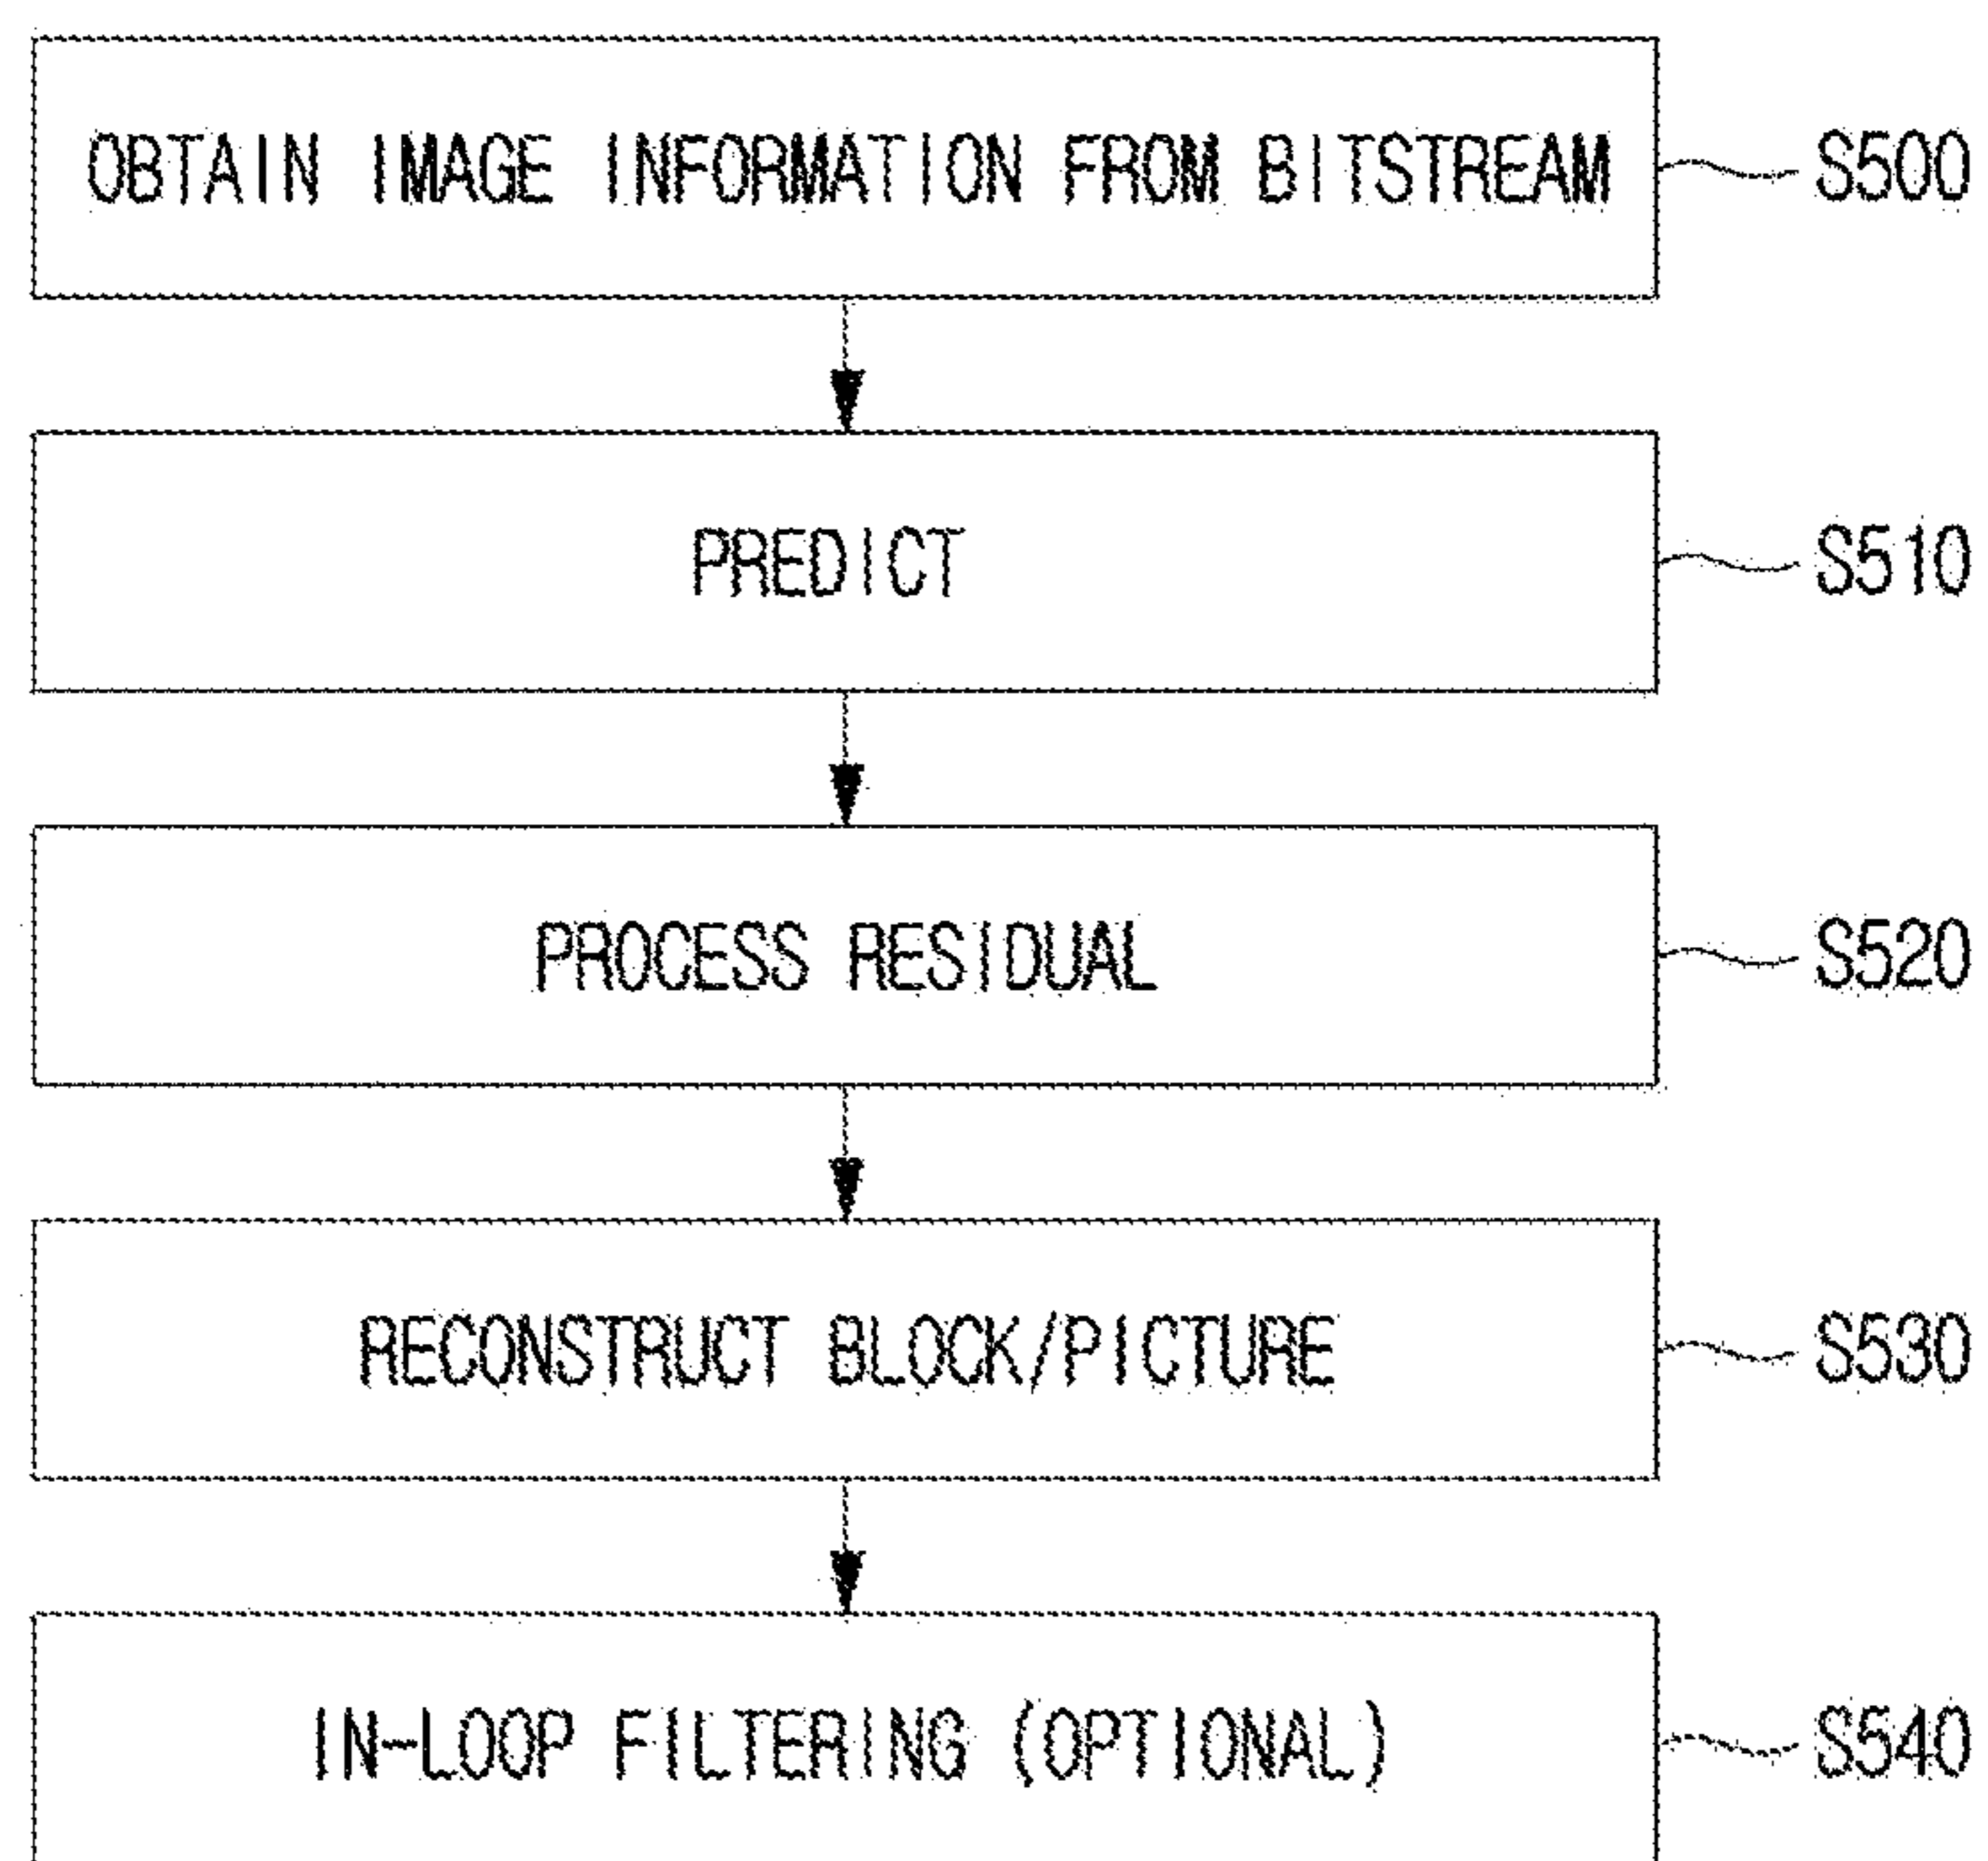 OBTAIN IMAGE INFORMATION FROM BITSTREAM S500
PREDICT S510
PROCESS RESIDUAL S520
RECONSTRUCT BLOCK/PICTURE S530
IN-LOOP FILTERING (OPTIONAL) S540